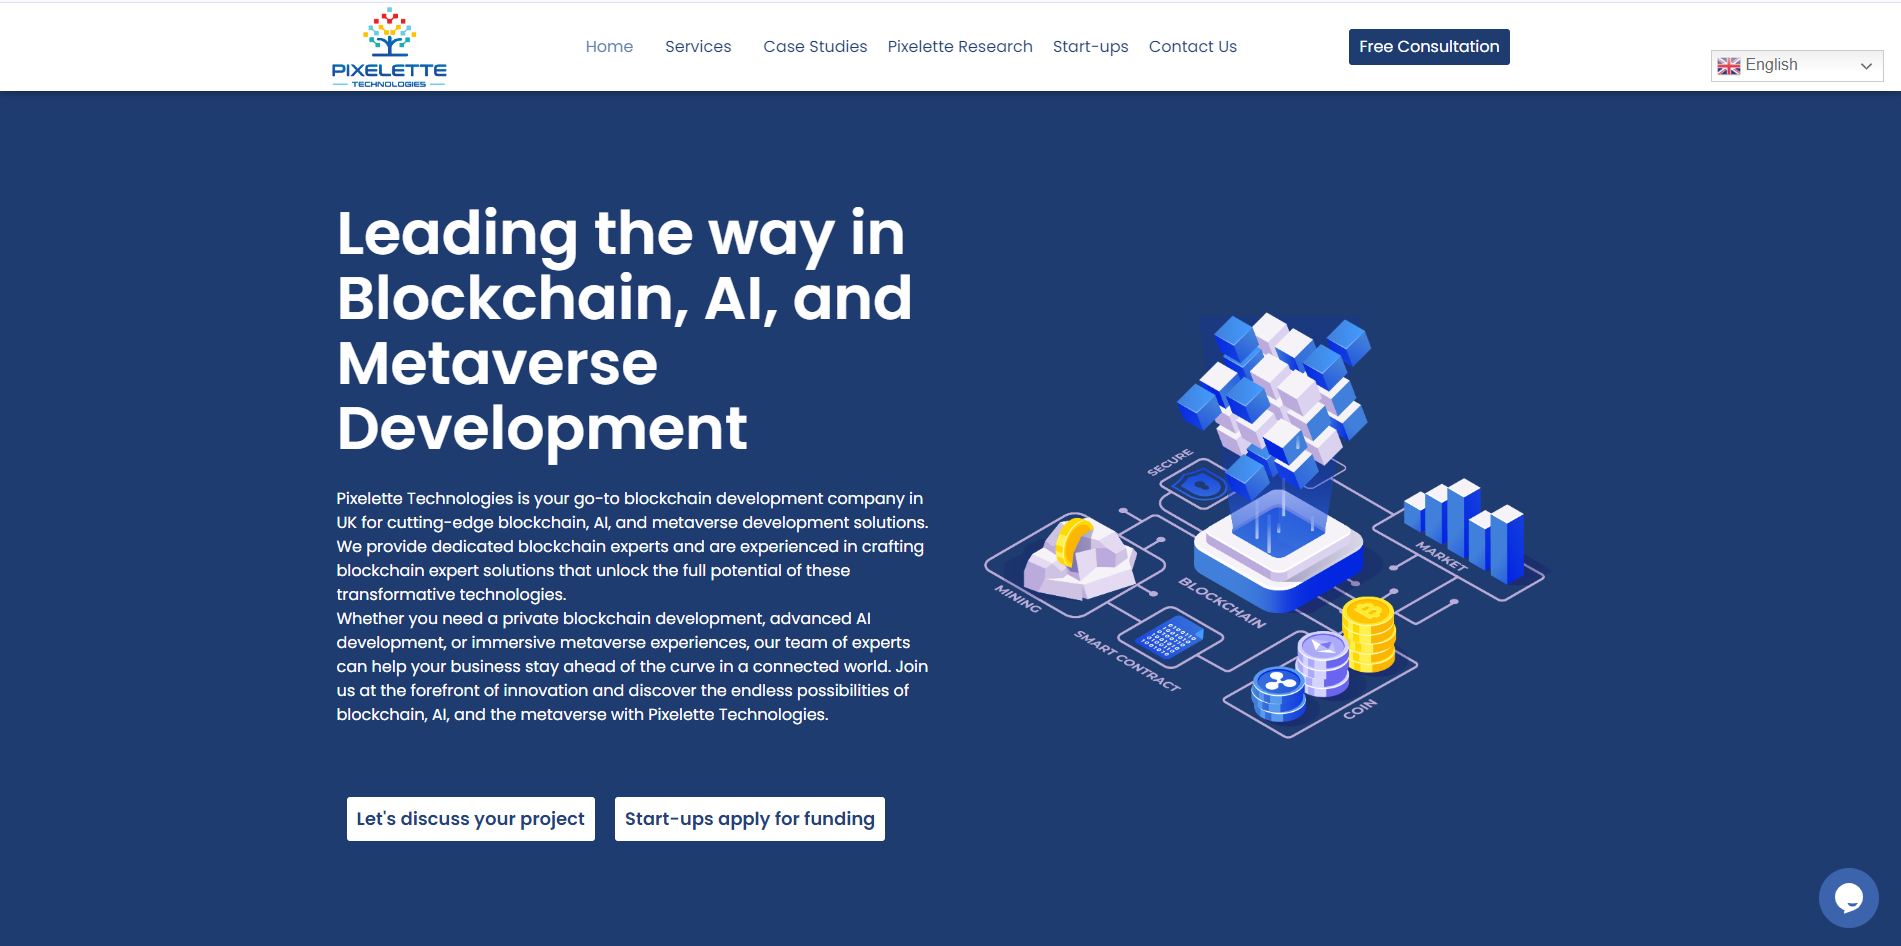 PIXELETTE
TECHNOLOGIES
Home
Services
Case Studies
Pixelette Research
Start-ups
Contact Us
Free Consultation
English
Leading the way in
Blockchain, AI, and
Metaverse
Development
Pixelette Technologies is your go-to blockchain development company in
UK for cutting-edge blockchain, AI, and metaverse development solutions.
We provide dedicated blockchain experts and are experienced in crafting
blockchain expert solutions that unlock the full potential of these
transformative technologies.
Whether you need a private blockchain development, advanced AI
development, or immersive metaverse experiences, our team of experts
can help your business stay ahead of the curve in a connected world. Join
us at the forefront of innovation and discover the endless possibilities of
blockchain, AI, and the metaverse with Pixelette Technologies.
Let's discuss your project
Start-ups apply for funding
SECURE
MARKET
MINING
BLOCKCHAIN
SMART CONTRACT
COIN